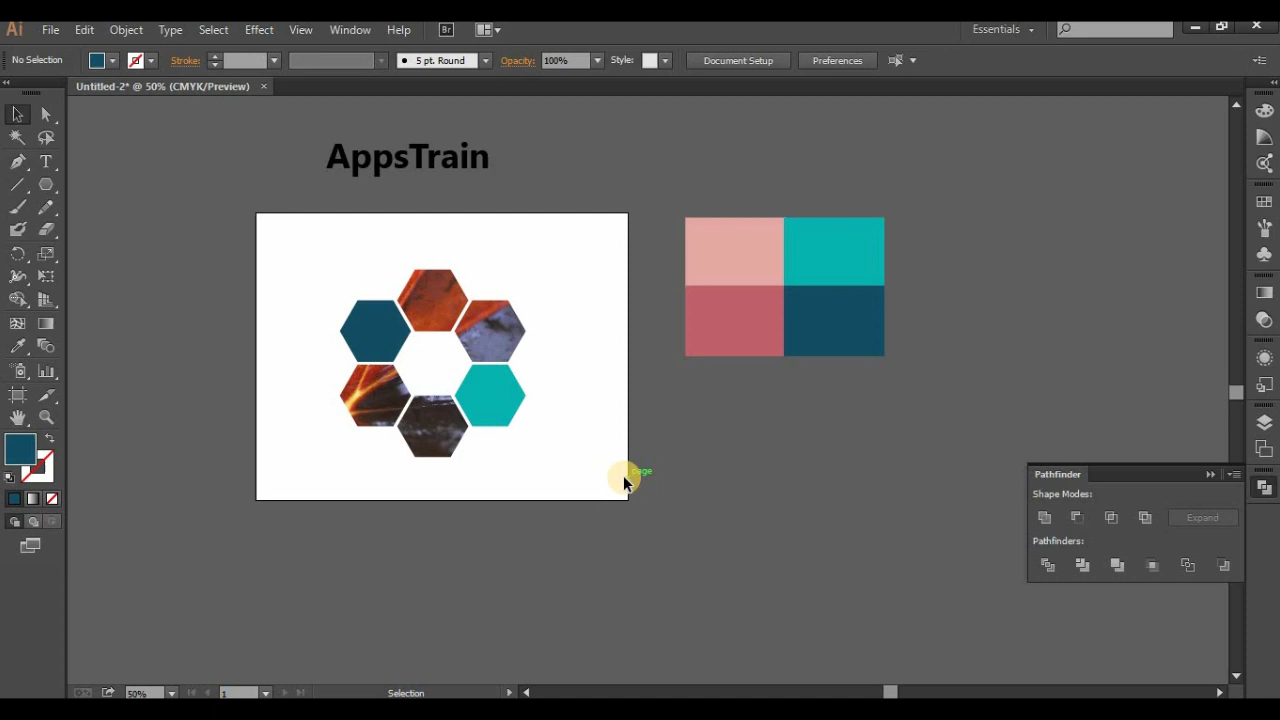 Ai File Edit Object Type Select Effect View Window Help Br Essentials
No Selection Stroke: 5 pt. Round Opacity: 100% Style: Document Setup Preferences
Untitled-2* @ 50% (CMYK/Preview) ×
AppsTrain
page
Pathfinder
Shape Modes:
Expand
Pathfinders:
50% 1 Selection